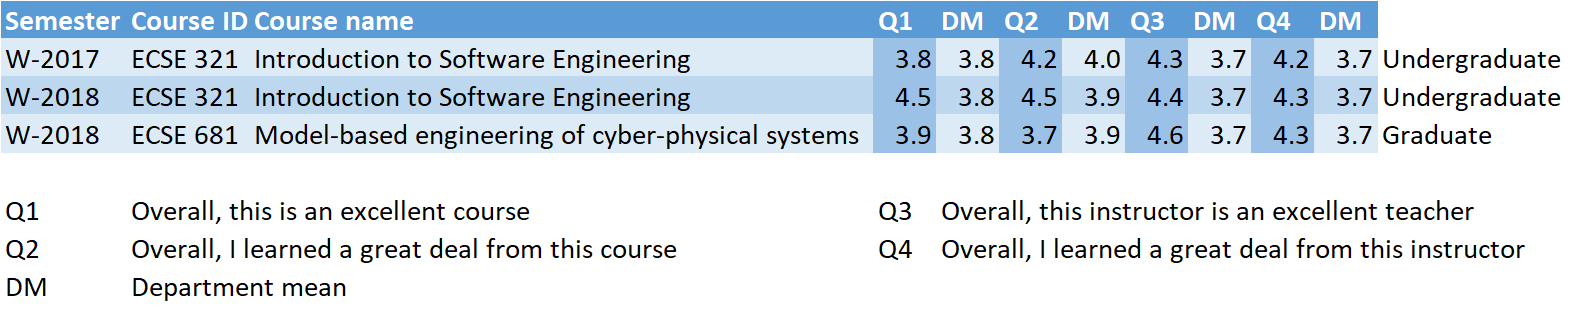 Semester Course ID Course name Q1 DM Q2 DM Q3 DM Q4 DM
W-2017 ECSE 321 Introduction to Software Engineering 3.8 3.8 4.2 4.0 4.3 3.7 4.2 3.7 Undergraduate
W-2018 ECSE 321 Introduction to Software Engineering 4.5 3.8 4.5 3.9 4.4 3.7 4.3 3.7 Undergraduate
W-2018 ECSE 681 Model-based engineering of cyber-physical systems 3.9 3.8 3.7 3.9 4.6 3.7 4.3 3.7 Graduate
Q1 Overall, this is an excellent course Q3 Overall, this instructor is an excellent teacher
Q2 Overall, I learned a great deal from this course Q4 Overall, I learned a great deal from this instructor
DM Department mean